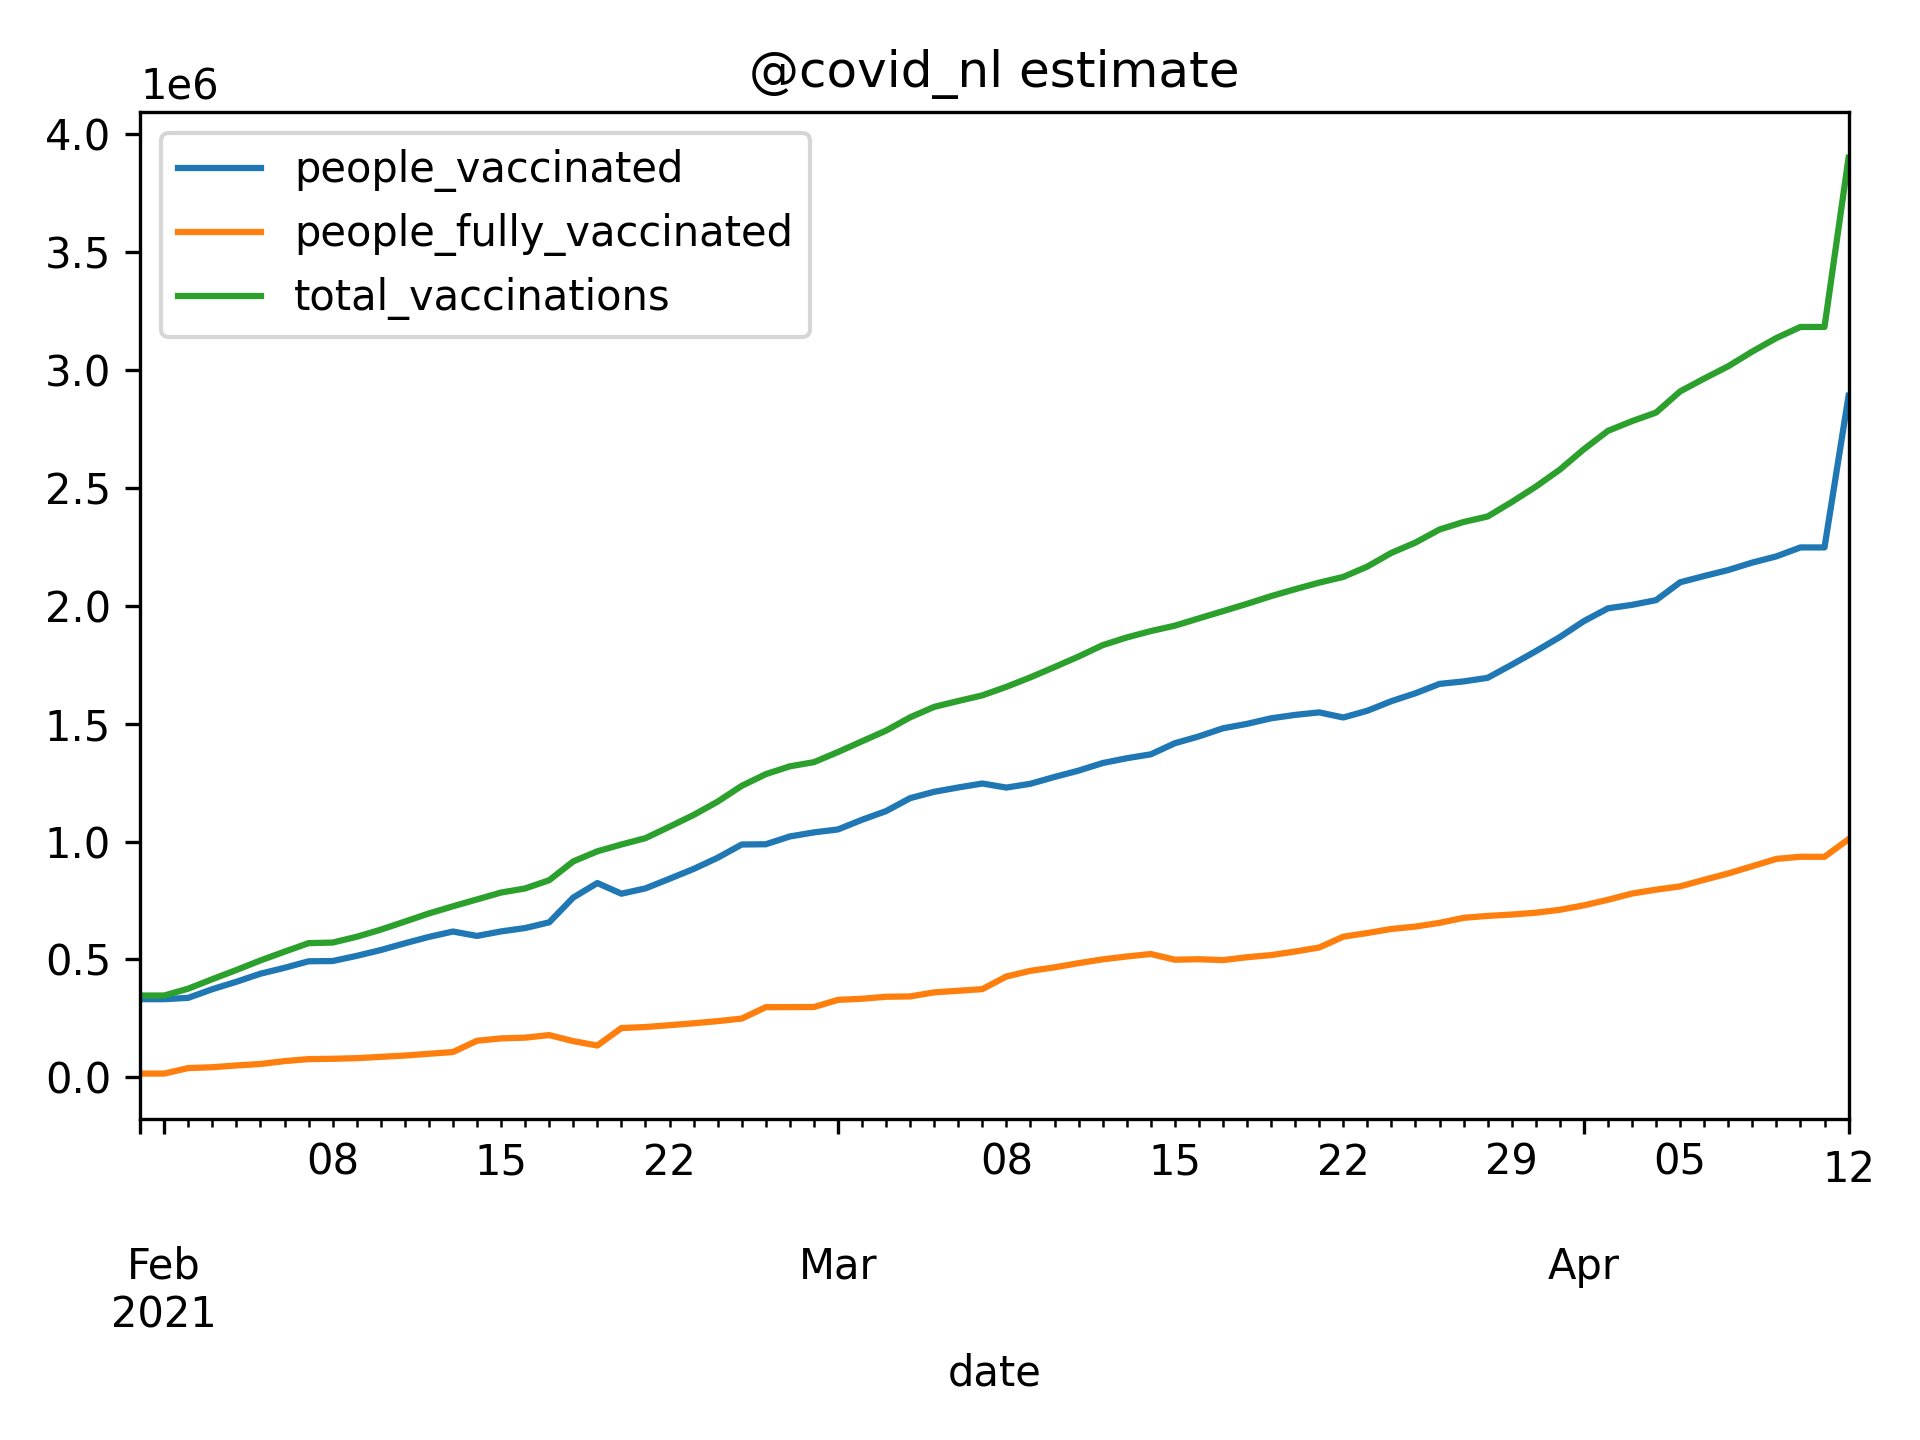 @covid_nl estimate
1e6
4.0
3.5
3.0
2.5
2.0
1.5
1.0
0.5
0.0
people_vaccinated
people_fully_vaccinated
total_vaccinations
08 15 22 08 15 22 29 05 12
Feb Mar Apr
2021
date